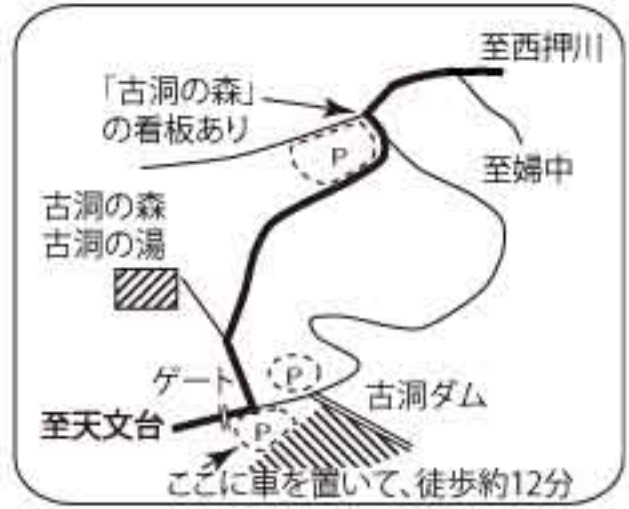 至西押川
「古洞の森」
の看板あり
P
至婦中
古洞の森
古洞の湯
ゲート
P
古洞ダム
至天文台
P
ここに車を置いて、徒歩約12分